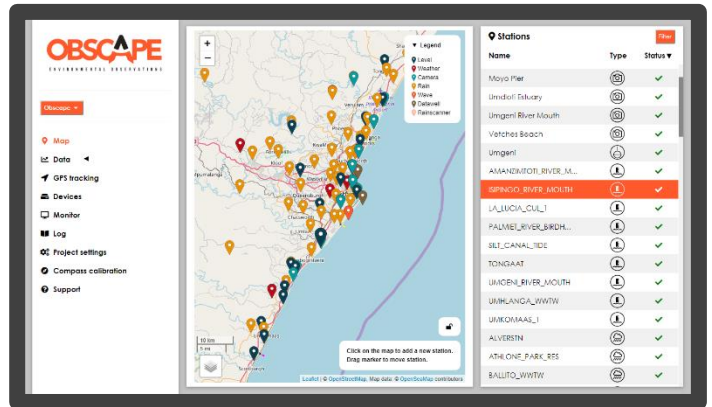 OBSCAPE
ENVIRONMENTAL OBSERVATIONS
Obscape
Map
Data
GPS tracking
Devices
Monitor
Log
Project settings
Compass calibration
Support
+
−
Legend
Level
Weather
Camera
Rain
Wave
Datawell
Rainscanner
10 km
5 mi
Click on the map to add a new station.
Drag marker to move station.
Leaflet | © OpenStreetMap, Map data: © OpenSeaMap contributors
Stations
Filter
Name Type Status
Moyo Pier
Umdloti Estuary
Umgeni River Mouth
Vetches Beach
Umgeni
AMANZIMTOTI_RIVER_M...
ISIPINGO_RIVER_MOUTH
LA_LUCIA_CUL_1
PALMIET_RIVER_BIRDH...
SILT_CANAL_TIDE
TONGAAT
UMGENI_RIVER_MOUTH
UMHLANGA_WWTW
UMKOMAAS_1
ALVERSTN
ATHLONE_PARK_RES
BALLITO_WWTW